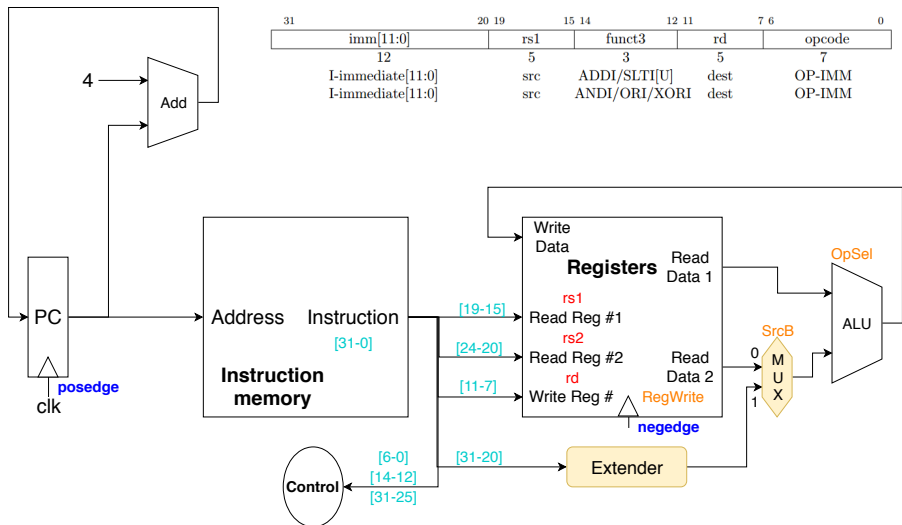 31 20 19 15 14 12 11 7 6 0
imm[11:0] rs1 funct3 rd opcode
12 5 3 5 7
I-immediate[11:0] src ADDI/SLTI[U] dest OP-IMM
I-immediate[11:0] src ANDI/ORI/XORI dest OP-IMM
4
Add
PC
clk
posedge
Address
Instruction
[31-0]
Instruction
memory
[19-15]
[24-20]
[11-7]
[31-20]
[6-0]
[14-12]
[31-25]
Control
Write
Data
Registers
Read
Data 1
rs1
Read Reg #1
rs2
Read Reg #2
Read
Data 2
rd
Write Reg #
RegWrite
negedge
Extender
SrcB
0
1
M
U
X
OpSel
ALU